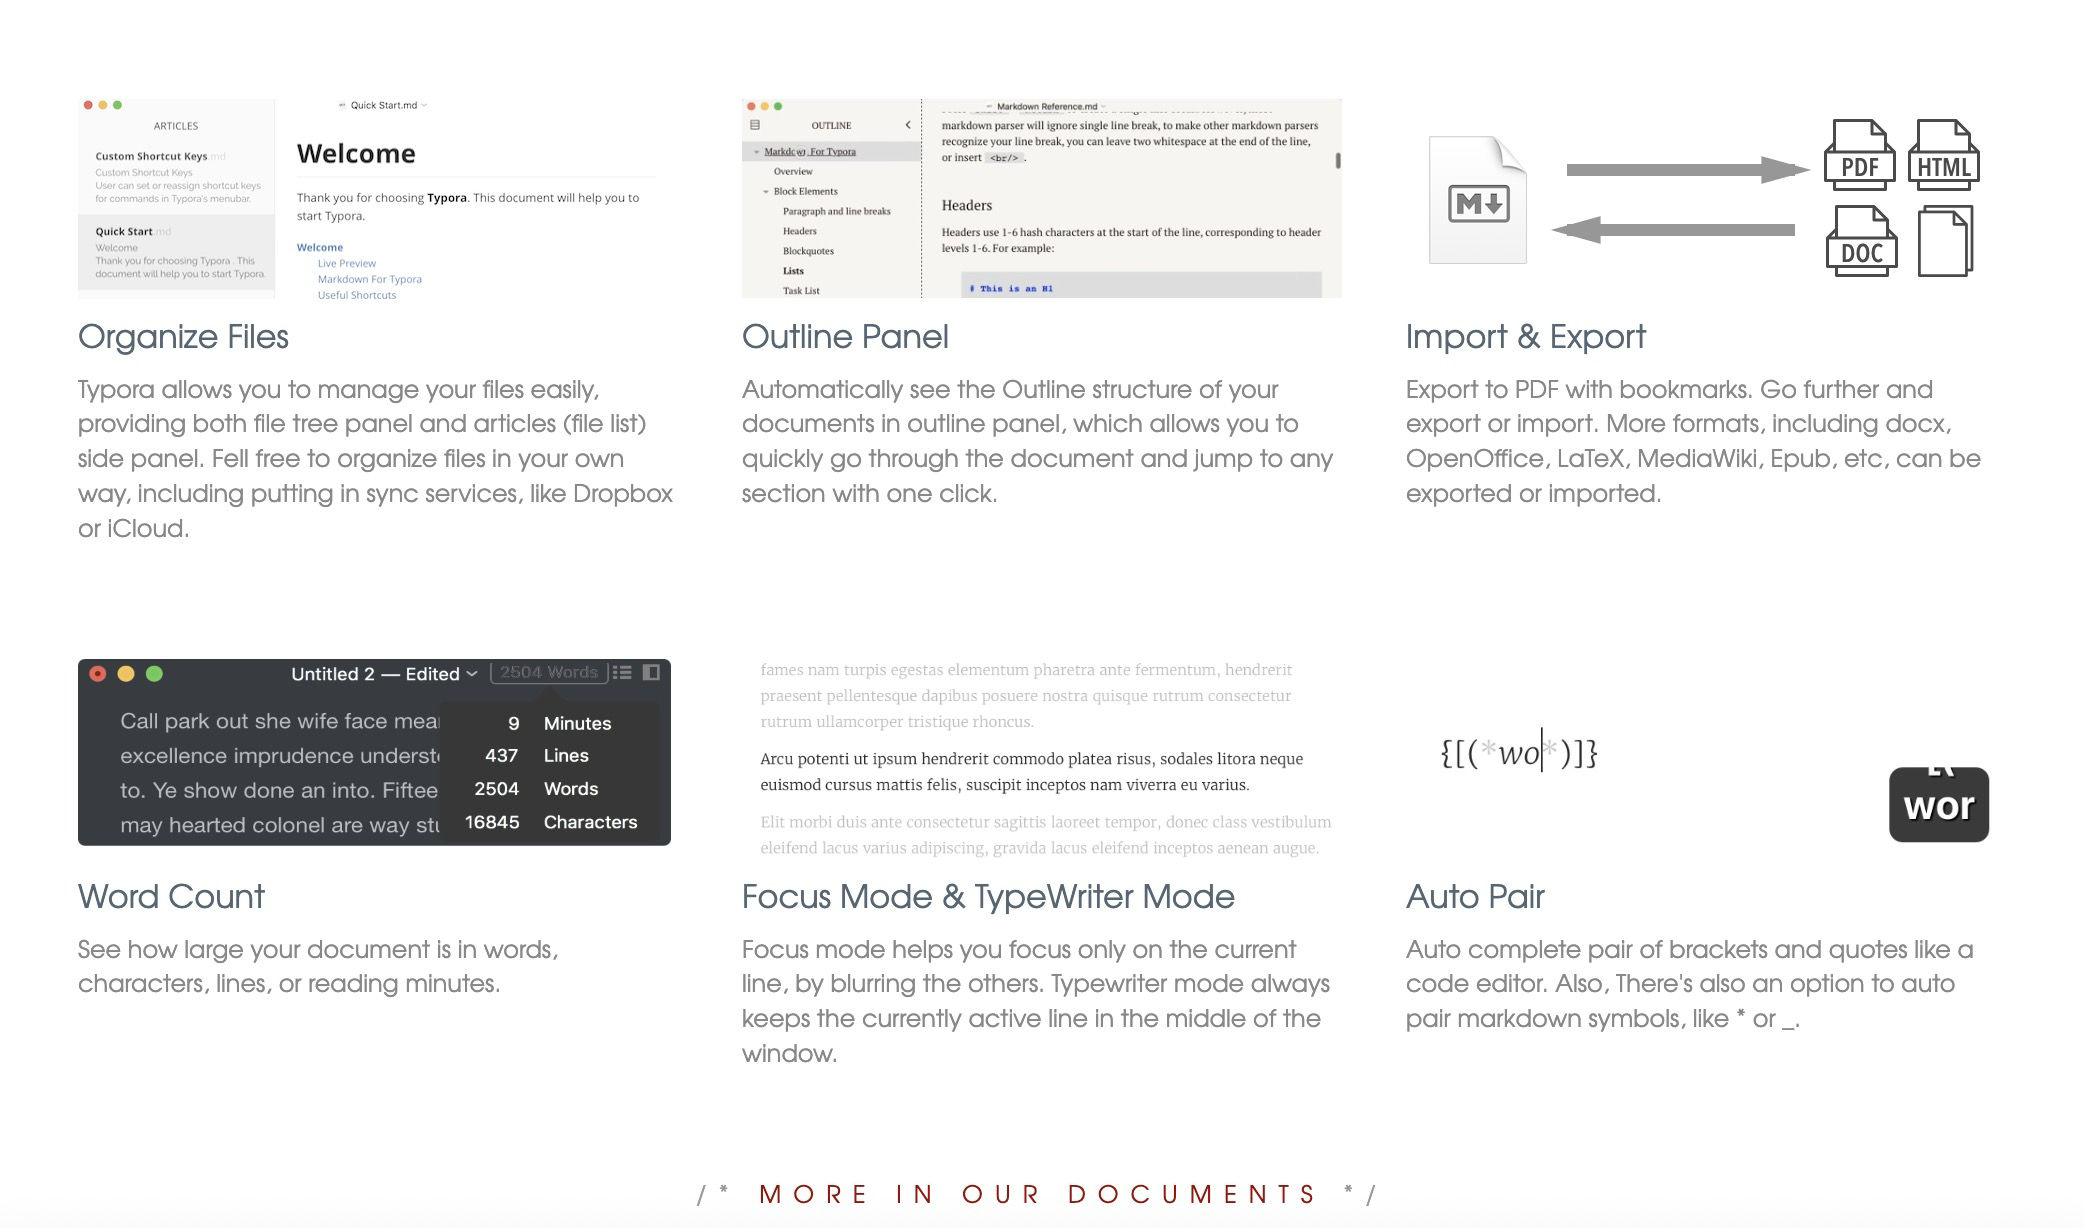 Quick Start.md
ARTICLES
Custom Shortcut Keys.md
Custom Shortcut Keys
User can set or reassign shortcut keys
for commands in Typora's menubar.
Quick Start.md
Welcome
Thank you for choosing Typora . This
document will help you to start Typora.
Welcome
Thank you for choosing Typora. This document will help you to
start Typora.
Welcome
Live Preview
Markdown For Typora
Useful Shortcuts
Organize Files
Typora allows you to manage your files easily,
providing both file tree panel and articles (file list)
side panel. Fell free to organize files in your own
way, including putting in sync services, like Dropbox
or iCloud.
Markdown Reference.md
OUTLINE
Markdown For Typora
Overview
Block Elements
Paragraph and line breaks
Headers
Blockquotes
Lists
Task List
markdown parser will ignore single line break, to make other markdown parsers
recognize your line break, you can leave two whitespace at the end of the line,
or insert <br/> .
Headers
Headers use 1-6 hash characters at the start of the line, corresponding to header
levels 1-6. For example:
# This is an H1
Outline Panel
Automatically see the Outline structure of your
documents in outline panel, which allows you to
quickly go through the document and jump to any
section with one click.
M
PDF HTML
DOC
Import & Export
Export to PDF with bookmarks. Go further and
export or import. More formats, including docx,
OpenOffice, LaTeX, MediaWiki, Epub, etc, can be
exported or imported.
Untitled 2 — Edited 2504 Words
Call park out she wife face mea
excellence imprudence underst
to. Ye show done an into. Fiftee
may hearted colonel are way stu
9 Minutes
437 Lines
2504 Words
16845 Characters
Word Count
See how large your document is in words,
characters, lines, or reading minutes.
fames nam turpis egestas elementum pharetra ante fermentum, hendrerit
praesent pellentesque dapibus posuere nostra quisque rutrum consectetur
rutrum ullamcorper tristique rhoncus.
Arcu potenti ut ipsum hendrerit commodo platea risus, sodales litora neque
euismod cursus mattis felis, suscipit inceptos nam viverra eu varius.
Elit morbi duis ante consectetur sagittis laoreet tempor, donec class vestibulum
eleifend lacus varius adipiscing, gravida lacus eleifend inceptos aenean augue.
Focus Mode & TypeWriter Mode
Focus mode helps you focus only on the current
line, by blurring the others. Typewriter mode always
keeps the currently active line in the middle of the
window.
{[(*wo*)]}
wor
Auto Pair
Auto complete pair of brackets and quotes like a
code editor. Also, There's also an option to auto
pair markdown symbols, like * or _.
/* MORE IN OUR DOCUMENTS */